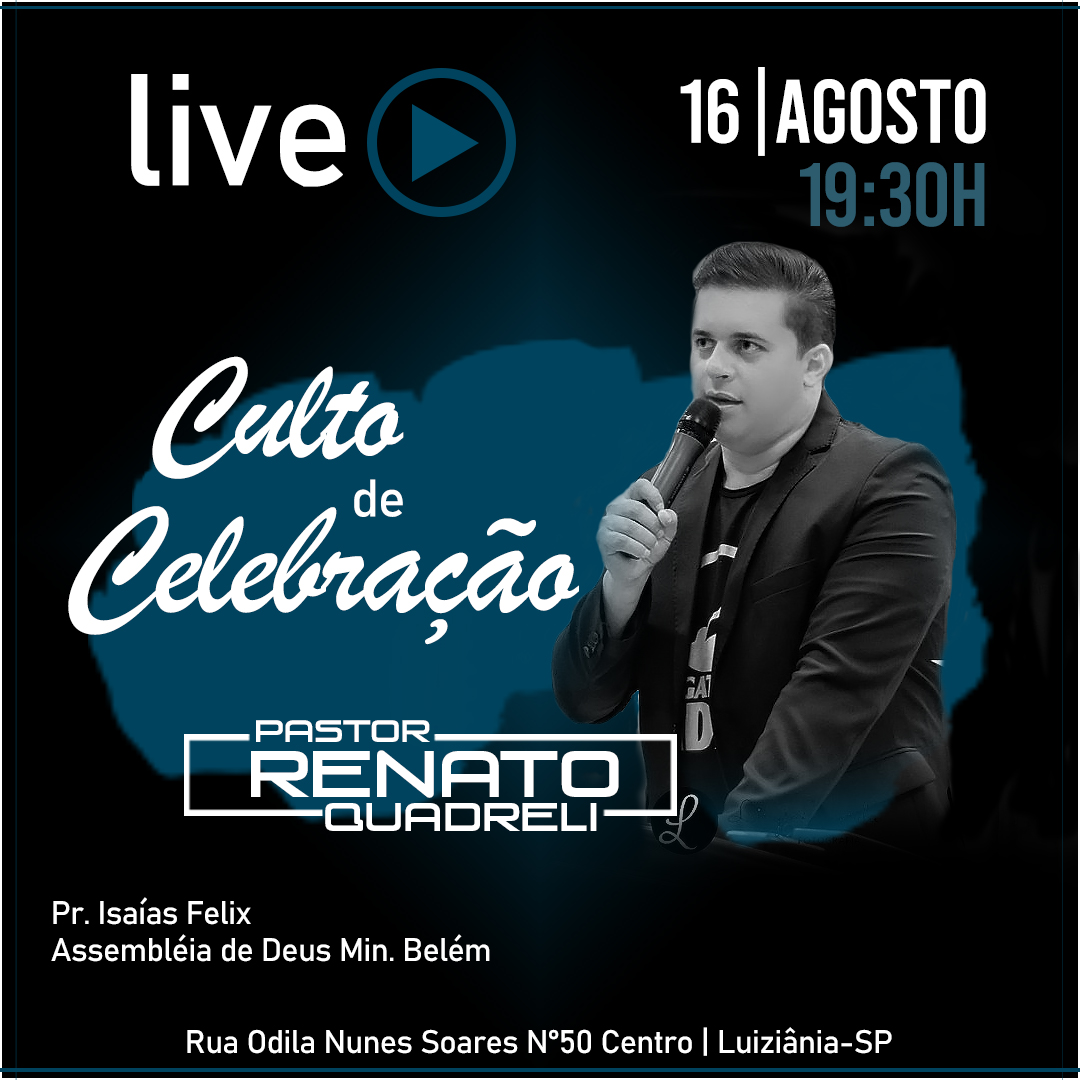 live
16 | AGOSTO
19:30H
Culto
de
Celebração
PASTOR
RENATO
QUADRELI
L
Pr. Isaías Felix
Assembléia de Deus Min. Belém
Rua Odila Nunes Soares Nº50 Centro | Luiziânia-SP